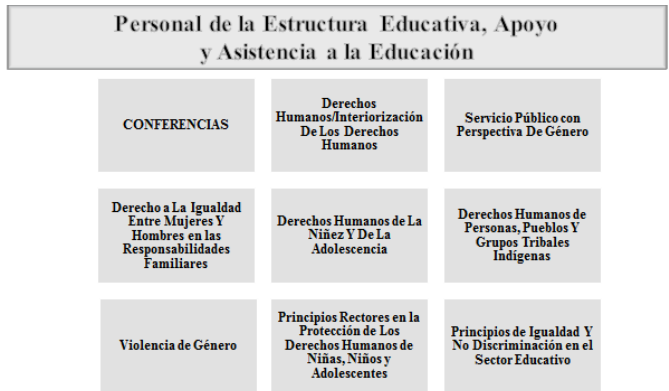 Personal de la Estructura Educativa, Apoyo
y Asistencia a la Educación
CONFERENCIAS
Derechos
Humanos/Interiorización
De Los Derechos
Humanos
Servicio Público con
Perspectiva De Género
Derecho a La Igualdad
Entre Mujeres Y
Hombres en las
Responsabilidades
Familiares
Derechos Humanos de La
Niñez Y De La
Adolescencia
Derechos Humanos de
Personas, Pueblos Y
Grupos Tribales
Indígenas
Violencia de Género
Principios Rectores en la
Protección de Los
Derechos Humanos de
Niñas, Niños y
Adolescentes
Principios de Igualdad Y
No Discriminación en el
Sector Educativo